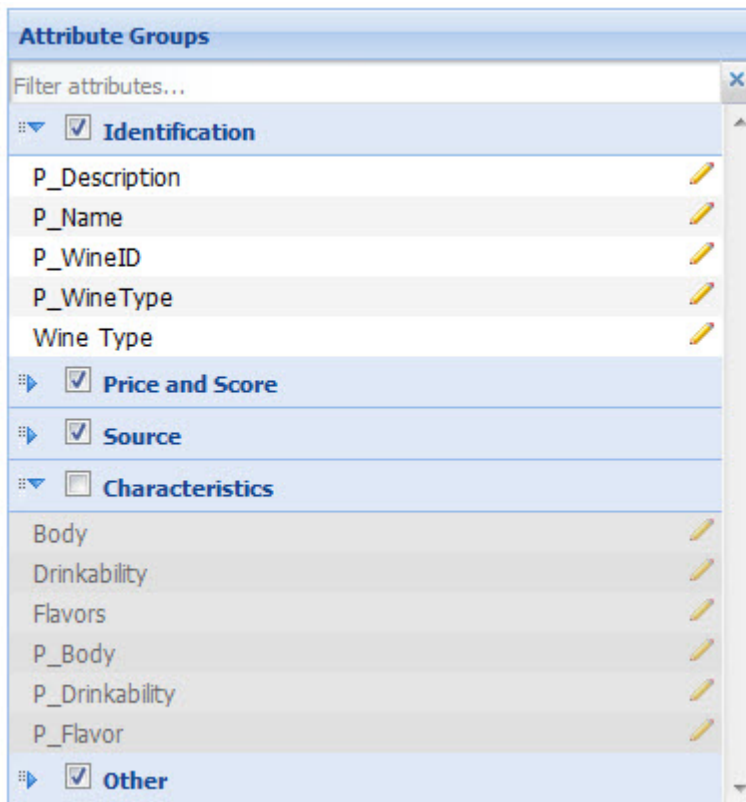 Attribute Groups
Filter attributes...
Identification
P_Description
P_Name
P_WineID
P_WineType
Wine Type
Price and Score
Source
Characteristics
Body
Drinkability
Flavors
P_Body
P_Drinkability
P_Flavor
Other